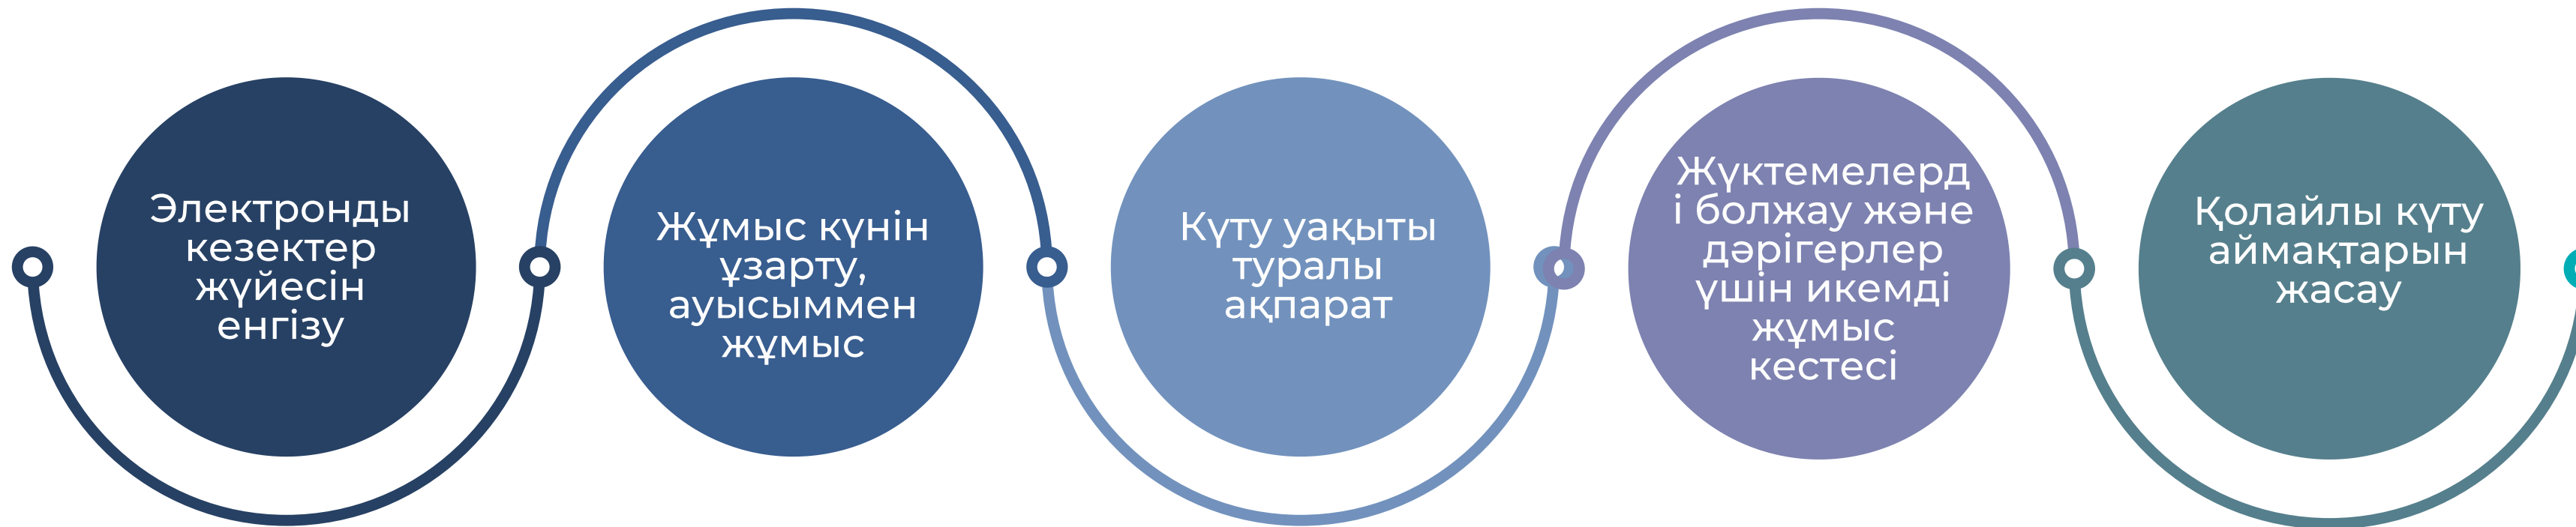 Электронды
кезектер
жүйесін
енгізу
Жұмыс күнін
ұзарту,
ауысыммен
жұмыс
Күту уақыты
туралы
ақпарат
Жүктемелерд
і болжау және
дәрігерлер
үшін икемді
жұмыс
кестесі
Қолайлы күту
аймақтарын
жасау